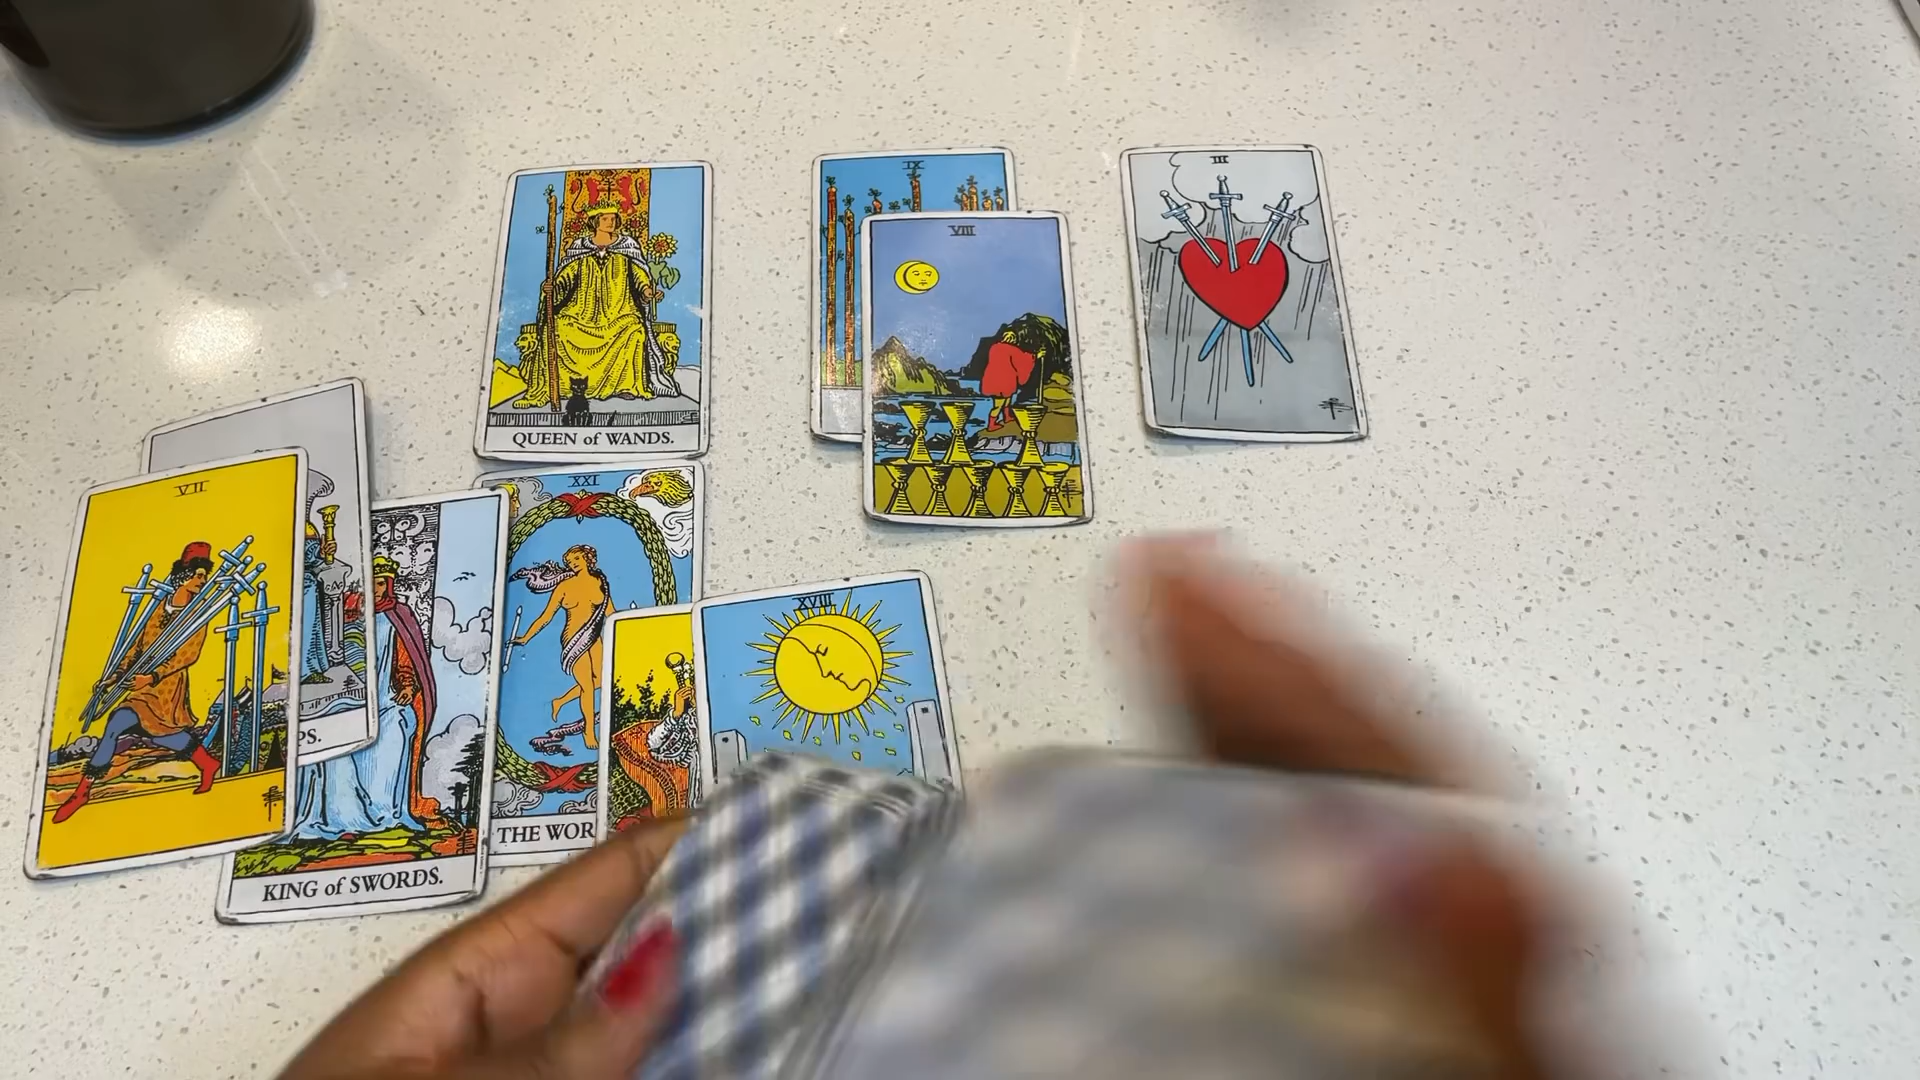 IX
III
VIII
QUEEN of WANDS.
XXI
VII
XVIII
PS.
THE WOR
KING of SWORDS.